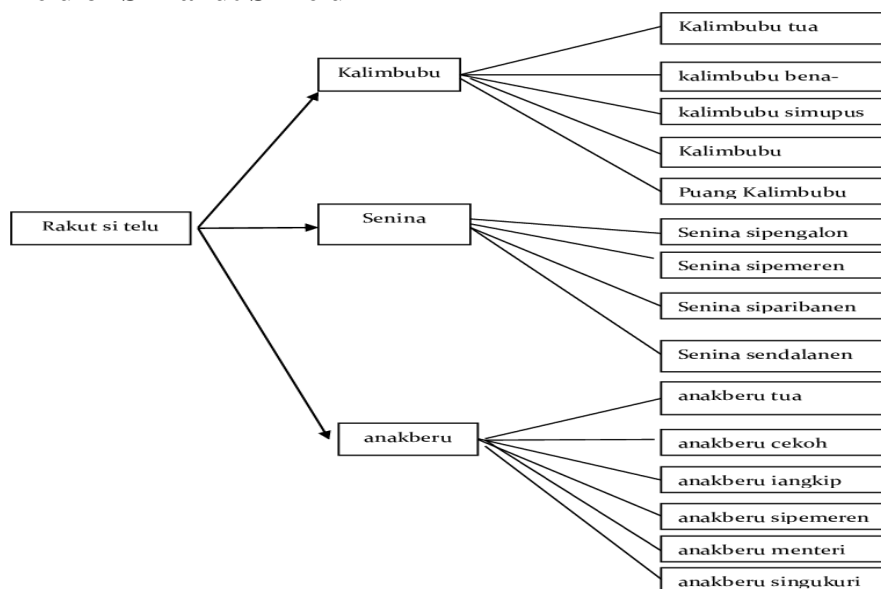 Kalimbubu tua
Kalimbubu
kalimbubu bena-
kalimbubu simupus
Kalimbubu
Puang Kalimbubu
Rakut si telu
Senina
Senina sipengalon
Senina sipemeren
Senina siparibanen
Senina sendalanen
anakberu
anakberu tua
anakberu cekoh
anakberu iangkip
anakberu sipemeren
anakberu menteri
anakberu singukuri